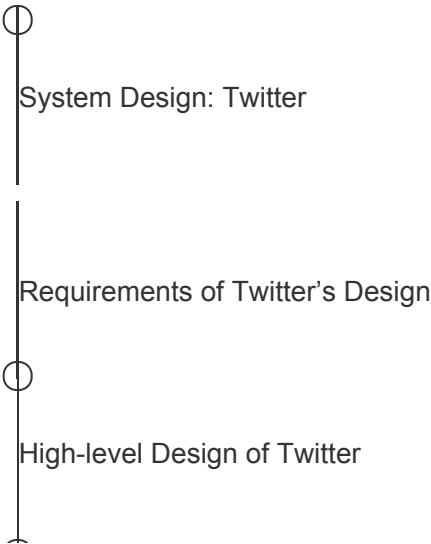 System Design: Twitter
Requirements of Twitter’s Design
High-level Design of Twitter